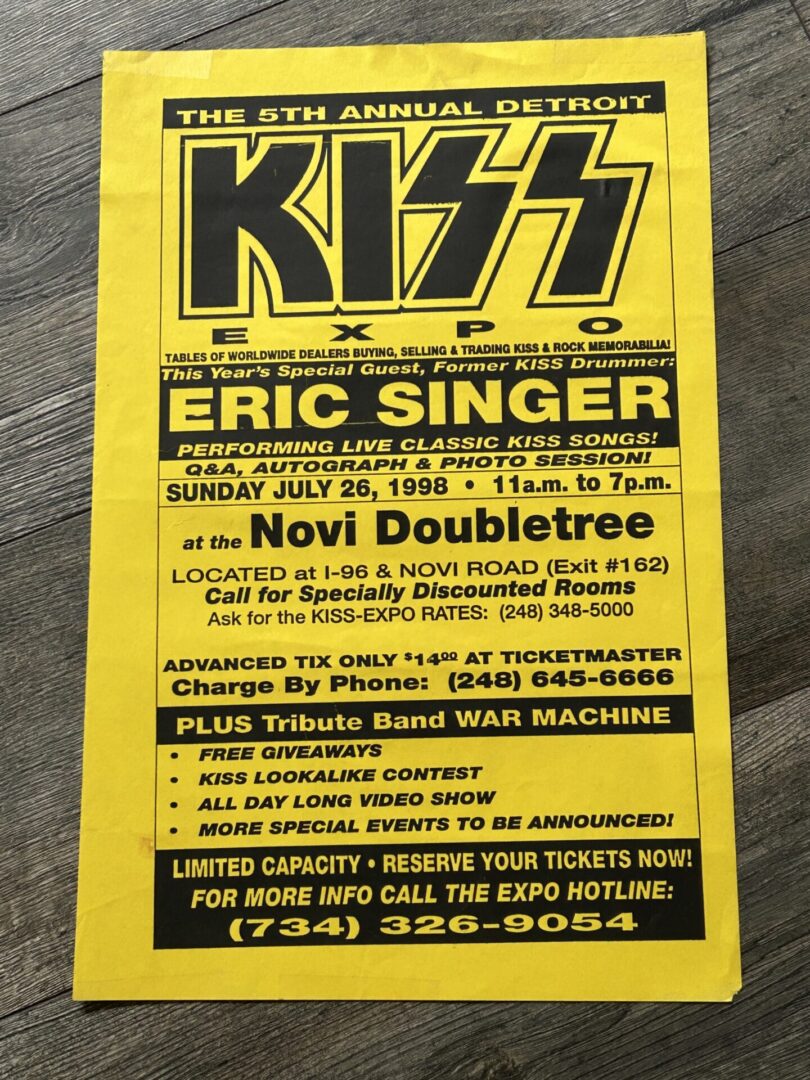 THE 5TH ANNUAL DETROIT
KISS
EXPO
TABLES OF WORLDWIDE DEALERS BUYING, SELLING & TRADING KISS & ROCK MEMORABILIA!
This Year's Special Guest, Former KISS Drummer:
ERIC SINGER
PERFORMING LIVE CLASSIC KISS SONGS!
Q&A, AUTOGRAPH & PHOTO SESSION!
SUNDAY JULY 26, 1998 • 11a.m. to 7p.m.
at the Novi Doubletree
LOCATED at I-96 & NOVI ROAD (Exit #162)
Call for Specially Discounted Rooms
Ask for the KISS-EXPO RATES: (248) 348-5000
ADVANCED TIX ONLY $14.00 AT TICKETMASTER
Charge By Phone: (248) 645-6666
PLUS Tribute Band WAR MACHINE
• FREE GIVEAWAYS
• KISS LOOKALIKE CONTEST
• ALL DAY LONG VIDEO SHOW
• MORE SPECIAL EVENTS TO BE ANNOUNCED!
LIMITED CAPACITY • RESERVE YOUR TICKETS NOW!
FOR MORE INFO CALL THE EXPO HOTLINE:
(734) 326-9054